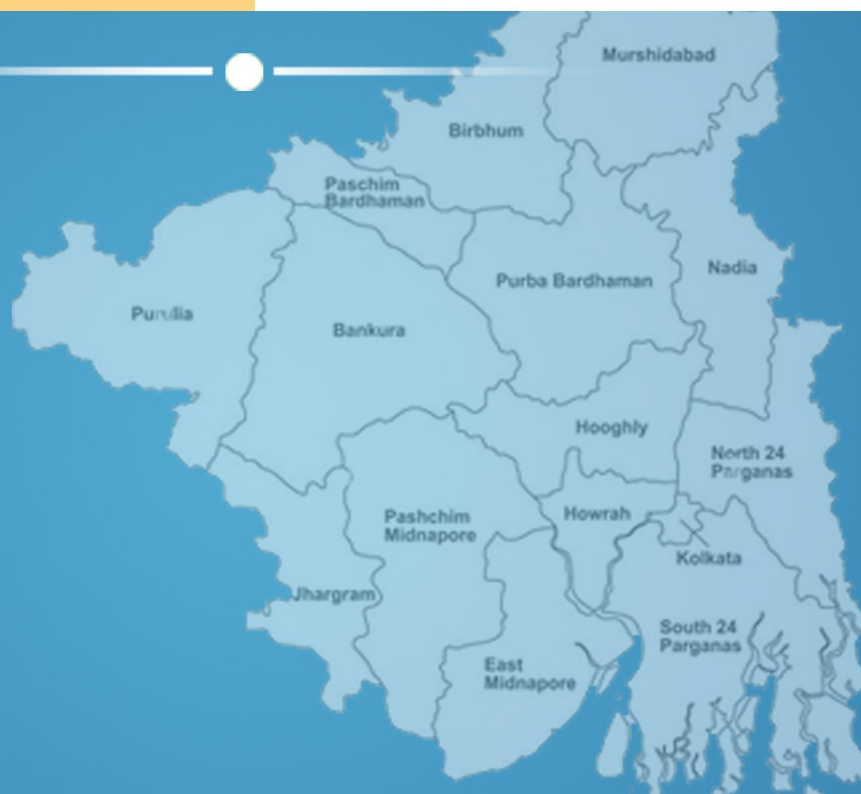 Murshidabad
Birbhum
Paschim
Bardhaman
Purba Bardhaman
Nadia
Purulia
Bankura
Hooghly
North 24
Parganas
Pashchim
Midnapore
Howrah
Kolkata
Jhargram
South 24
Parganas
East
Midnapore